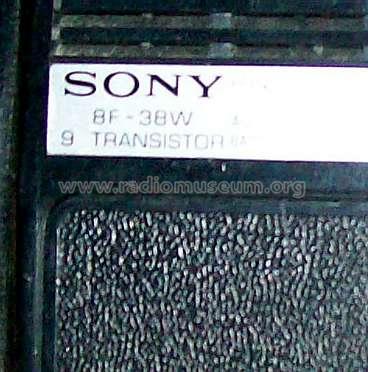 SONY
8F-38W
9 TRANSISTOR
www.radiomuseum.org